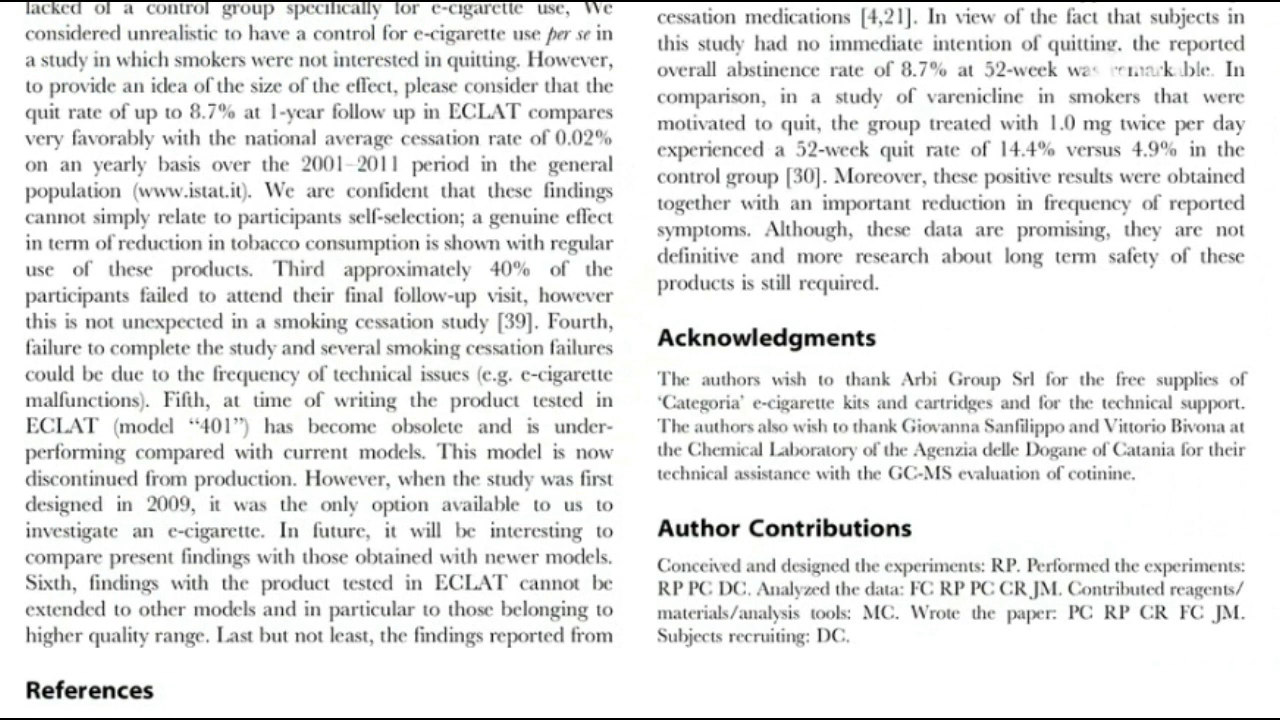 lacked of a control group specifically for e-cigarette use, We
considered unrealistic to have a control for e-cigarette use per se in
a study in which smokers were not interested in quitting. However,
to provide an idea of the size of the effect, please consider that the
quit rate of up to 8.7% at 1-year follow up in ECLAT compares
very favorably with the national average cessation rate of 0.02%
on an yearly basis over the 2001–2011 period in the general
population (www.istat.it). We are confident that these findings
cannot simply relate to participants self-selection; a genuine effect
in term of reduction in tobacco consumption is shown with regular
use of these products. Third approximately 40% of the
participants failed to attend their final follow-up visit, however
this is not unexpected in a smoking cessation study [39]. Fourth,
failure to complete the study and several smoking cessation failures
could be due to the frequency of technical issues (e.g. e-cigarette
malfunctions). Fifth, at time of writing the product tested in
ECLAT (model “401”) has become obsolete and is under-
performing compared with current models. This model is now
discontinued from production. However, when the study was first
designed in 2009, it was the only option available to us to
investigate an e-cigarette. In future, it will be interesting to
compare present findings with those obtained with newer models.
Sixth, findings with the product tested in ECLAT cannot be
extended to other models and in particular to those belonging to
higher quality range. Last but not least, the findings reported from
cessation medications [4,21]. In view of the fact that subjects in
this study had no immediate intention of quitting, the reported
overall abstinence rate of 8.7% at 52-week was remarkable. In
comparison, in a study of varenicline in smokers that were
motivated to quit, the group treated with 1.0 mg twice per day
experienced a 52-week quit rate of 14.4% versus 4.9% in the
control group [30]. Moreover, these positive results were obtained
together with an important reduction in frequency of reported
symptoms. Although, these data are promising, they are not
definitive and more research about long term safety of these
products is still required.
Acknowledgments
The authors wish to thank Arbi Group Srl for the free supplies of
‘Categoria’ e-cigarette kits and cartridges and for the technical support.
The authors also wish to thank Giovanna Sanfilippo and Vittorio Bivona at
the Chemical Laboratory of the Agenzia delle Dogane of Catania for their
technical assistance with the GC-MS evaluation of cotinine.
Author Contributions
Conceived and designed the experiments: RP. Performed the experiments:
RP PC DC. Analyzed the data: FC RP PC CR JM. Contributed reagents/
materials/analysis tools: MC. Wrote the paper: PC RP CR FC JM.
Subjects recruiting: DC.
References